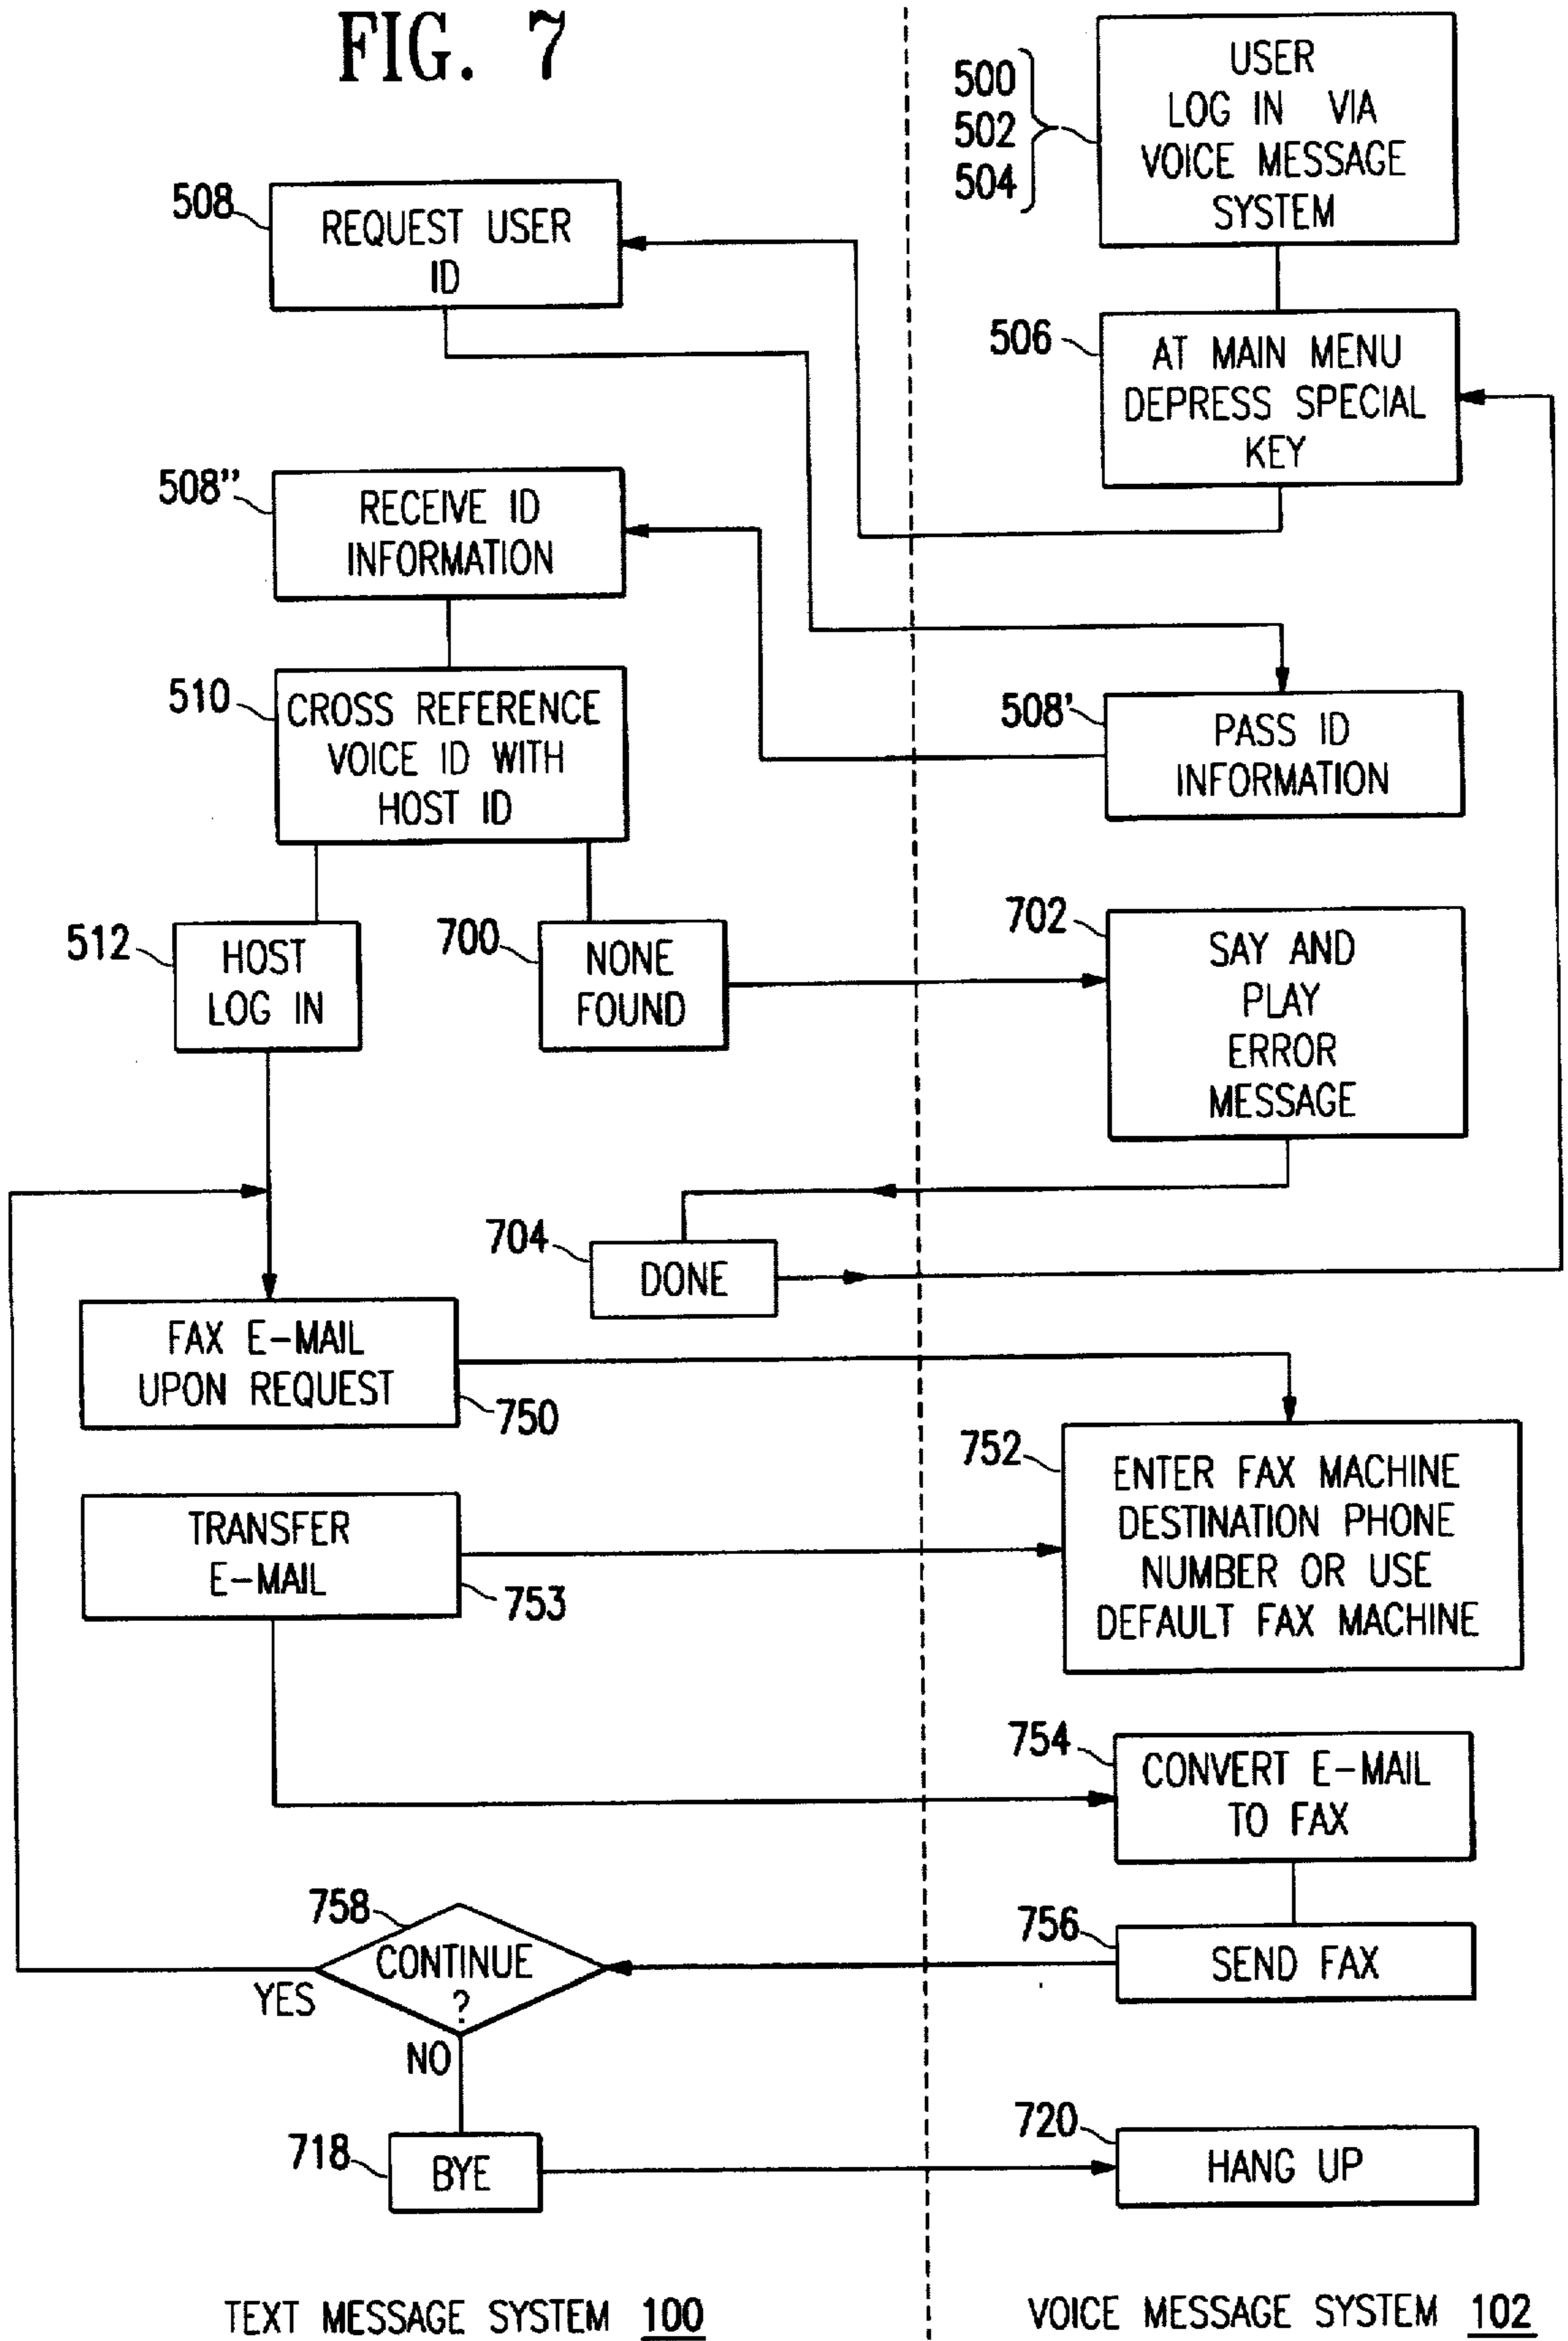 FIG. 7
500
502
504
USER
LOG IN VIA
VOICE MESSAGE
SYSTEM
508
REQUEST USER
ID
506
AT MAIN MENU
DEPRESS SPECIAL
KEY
508"
RECEIVE ID
INFORMATION
510
CROSS REFERENCE
VOICE ID WITH
HOST ID
508'
PASS ID
INFORMATION
512
HOST
LOG IN
700
NONE
FOUND
702
SAY AND
PLAY
ERROR
MESSAGE
704
DONE
FAX E-MAIL
UPON REQUEST
750
752
ENTER FAX MACHINE
DESTINATION PHONE
NUMBER OR USE
DEFAULT FAX MACHINE
TRANSFER
E-MAIL
753
754
CONVERT E-MAIL
TO FAX
758
CONTINUE
?
YES
NO
756
SEND FAX
718
BYE
720
HANG UP
TEXT MESSAGE SYSTEM 100
VOICE MESSAGE SYSTEM 102